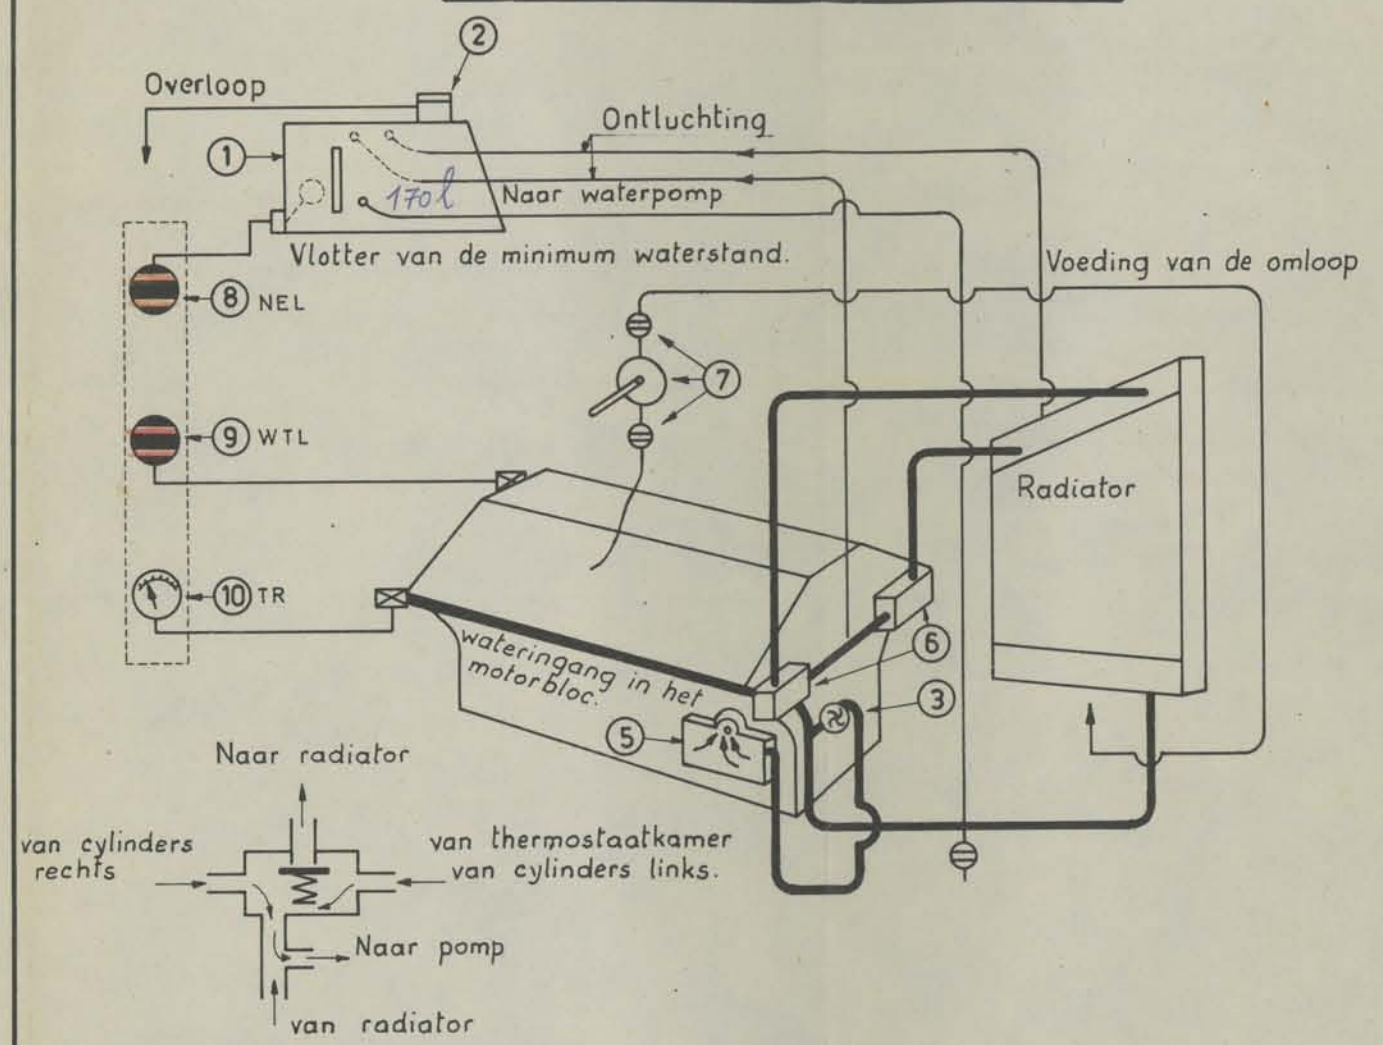 2
Overloop
Ontluchting
1
170 l
Naar waterpomp
Vlotter van de minimum waterstand.
Voeding van de omloop
8 NEL
7
9 WTL
Radiator
10 TR
6
wateringang in het
motorbloc.
3
5
Naar radiator
van cylinders
rechts
van thermostaatkamer
van cylinders links.
Naar pomp
van radiator